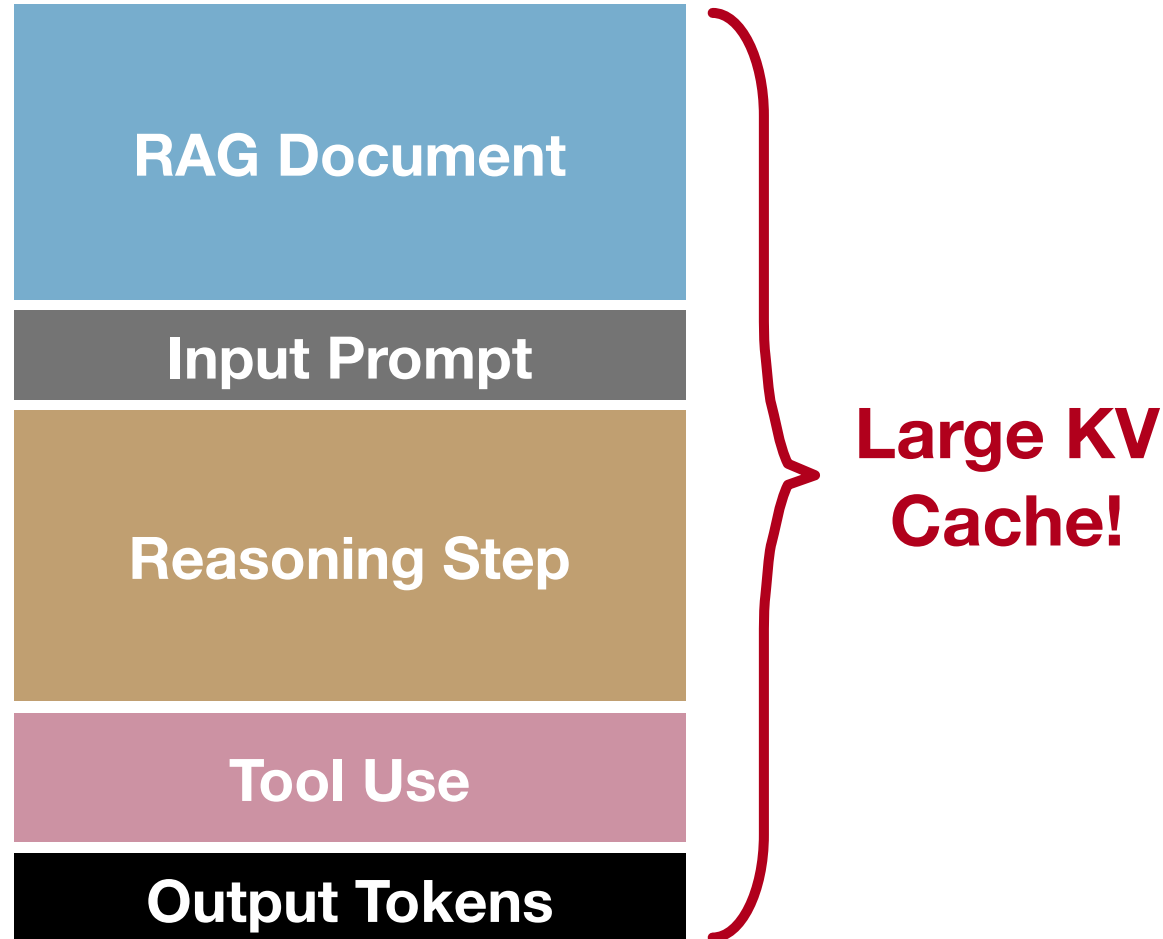 RAG Document
Input Prompt
Reasoning Step
Tool Use
Output Tokens
Large KV
Cache!